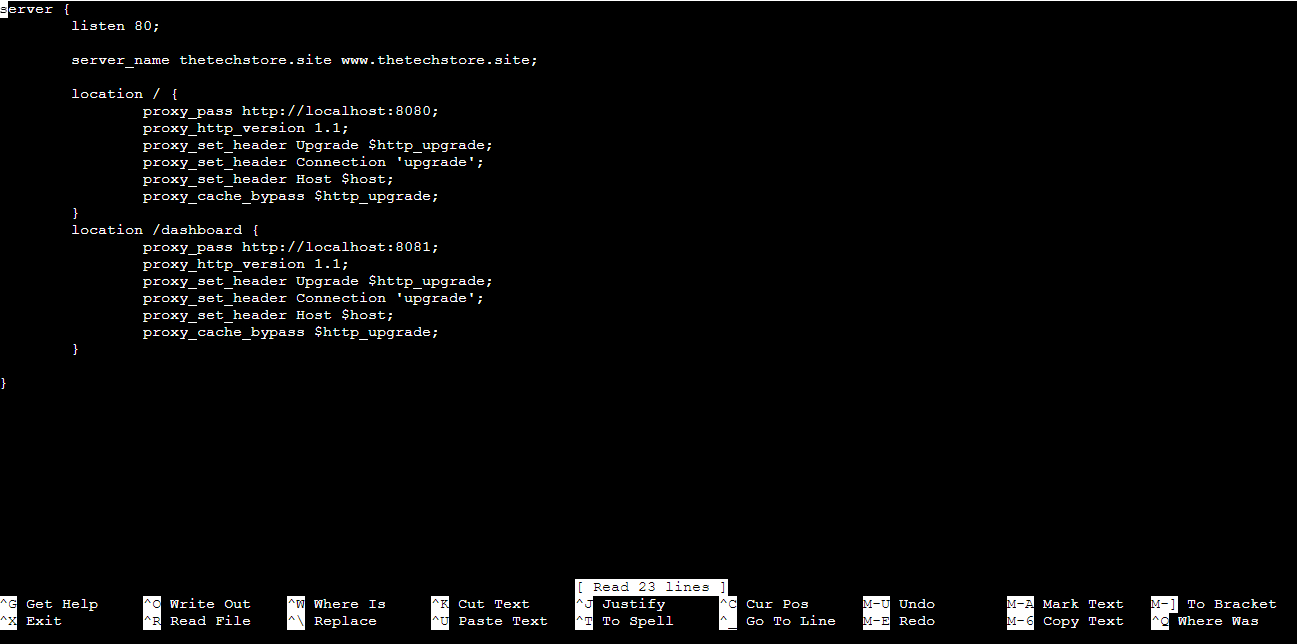 server {
        listen 80;

        server_name thetechstore.site www.thetechstore.site;

        location / {
                proxy_pass http://localhost:8080;
                proxy_http_version 1.1;
                proxy_set_header Upgrade $http_upgrade;
                proxy_set_header Connection 'upgrade';
                proxy_set_header Host $host;
                proxy_cache_bypass $http_upgrade;
        }
        location /dashboard {
                proxy_pass http://localhost:8081;
                proxy_http_version 1.1;
                proxy_set_header Upgrade $http_upgrade;
                proxy_set_header Connection 'upgrade';
                proxy_set_header Host $host;
                proxy_cache_bypass $http_upgrade;
        }

}
[ Read 23 lines ]
^G Get Help ^O Write Out ^W Where Is ^K Cut Text ^J Justify ^C Cur Pos M-U Undo M-A Mark Text M-] To Bracket
^X Exit ^R Read File ^\ Replace ^U Paste Text ^T To Spell ^_ Go To Line M-E Redo M-6 Copy Text ^Q Where Was